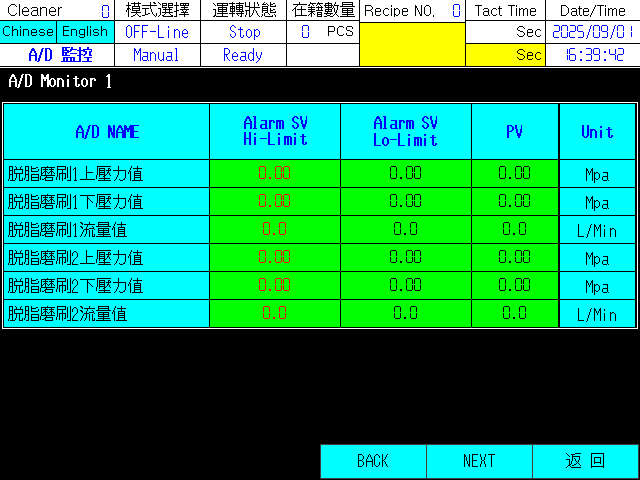 Cleaner 0 模式選擇 運轉狀態 在籍數量 Recipe NO. 0 Tact Time Date/Time
Chinese English OFF-Line Stop 0 PCS Sec 2025/09/01
A/D 監控 Manual Ready Sec 16:39:42
A/D Monitor 1
A/D NAME Alarm SV Hi-Limit Alarm SV Lo-Limit PV Unit
脱脂磨刷1上壓力值 0.00 0.00 0.00 Mpa
脱脂磨刷1下壓力值 0.00 0.00 0.00 Mpa
脱脂磨刷1流量值 0.0 0.0 0.0 L/Min
脱脂磨刷2上壓力值 0.00 0.00 0.00 Mpa
脱脂磨刷2下壓力值 0.00 0.00 0.00 Mpa
脱脂磨刷2流量值 0.0 0.0 0.0 L/Min
BACK NEXT 返 回